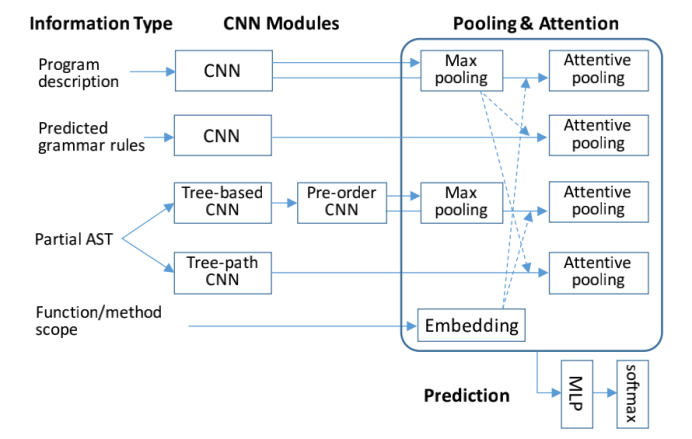 Information Type
CNN Modules
Pooling & Attention
Program
description
CNN
Max
pooling
Attentive
pooling
Predicted
grammar rules
CNN
Attentive
pooling
Partial AST
Tree-based
CNN
Pre-order
CNN
Max
pooling
Attentive
pooling
Tree-path
CNN
Attentive
pooling
Function/method
scope
Embedding
Prediction
MLP
softmax